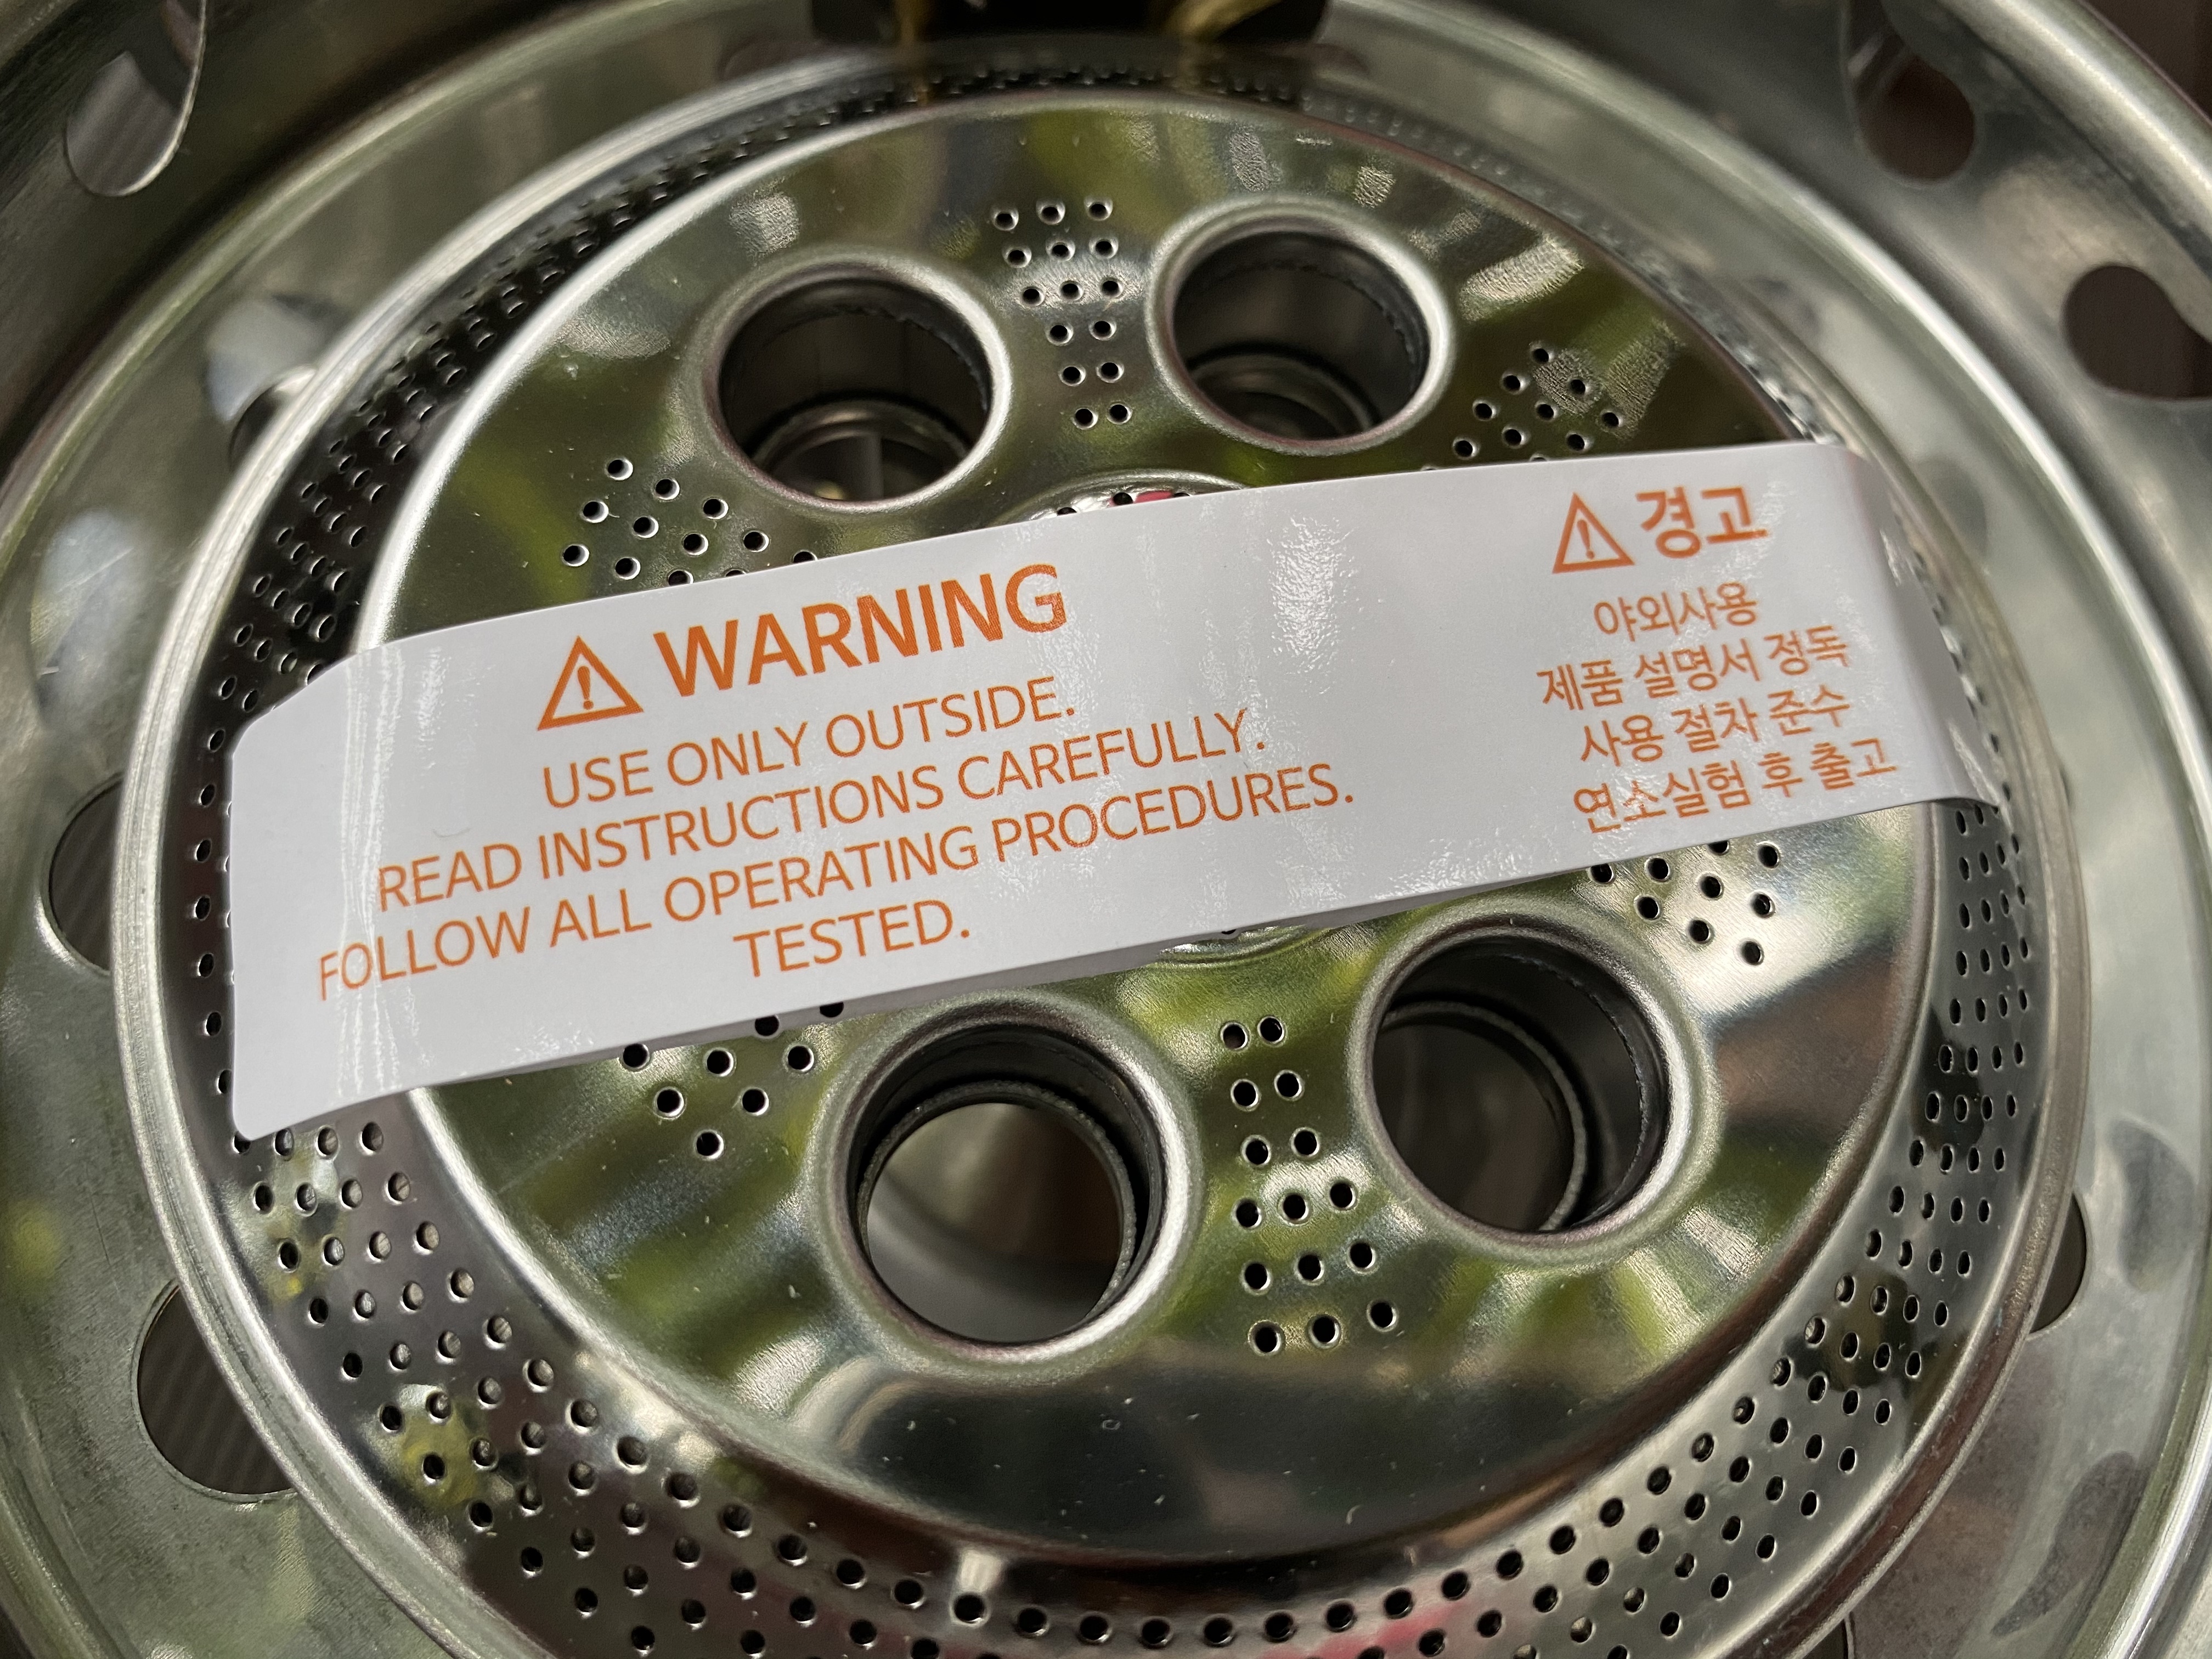 WARNING
USE ONLY OUTSIDE.
READ INSTRUCTIONS CAREFULLY.
FOLLOW ALL OPERATING PROCEDURES.
TESTED.
경고
야외사용
제품 설명서 정독
사용 절차 준수
연소실험 후 출고